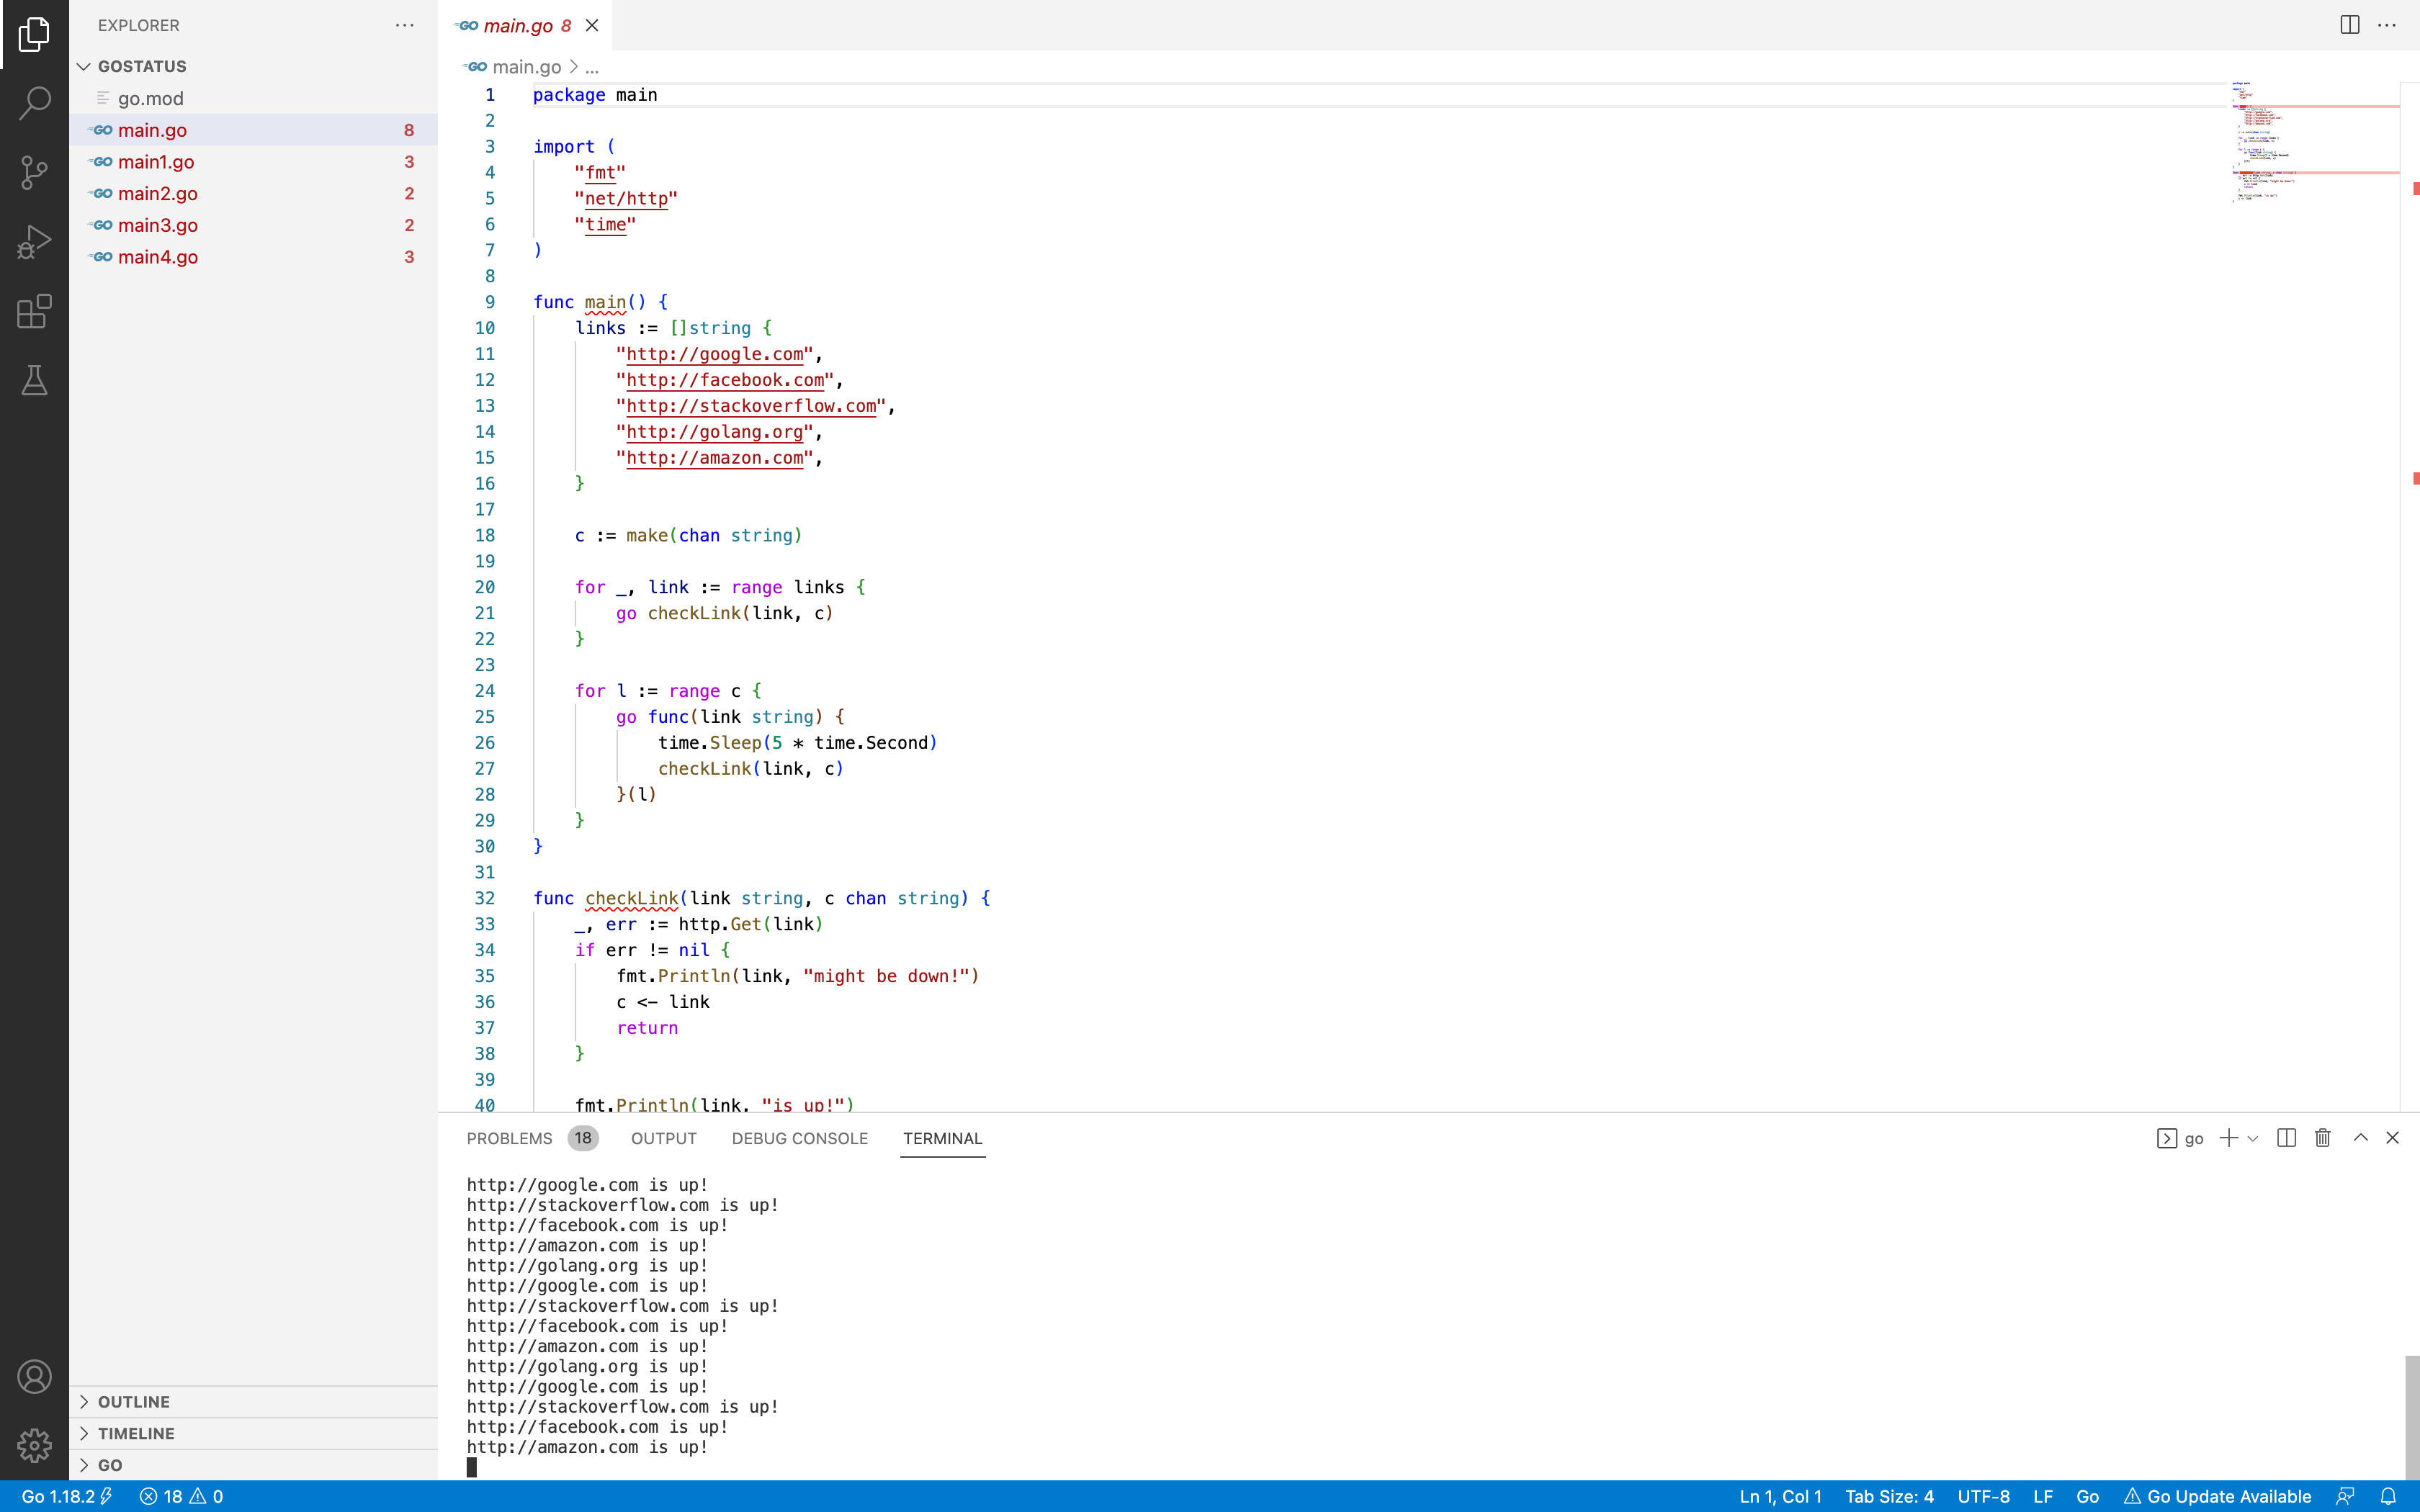 EXPLORER
GOSTATUS
go.mod
GO main.go 8
GO main1.go 3
GO main2.go 2
GO main3.go 2
GO main4.go 3
OUTLINE
TIMELINE
GO
GO main.go 8
GO main.go > ...
1 package main
2
3 import (
4 "fmt"
5 "net/http"
6 "time"
7 )
8
9 func main() {
10 links := []string {
11 "http://google.com",
12 "http://facebook.com",
13 "http://stackoverflow.com",
14 "http://golang.org",
15 "http://amazon.com",
16 }
17
18 c := make(chan string)
19
20 for _, link := range links {
21 go checkLink(link, c)
22 }
23
24 for l := range c {
25 go func(link string) {
26 time.Sleep(5 * time.Second)
27 checkLink(link, c)
28 }(l)
29 }
30 }
31
32 func checkLink(link string, c chan string) {
33 _, err := http.Get(link)
34 if err != nil {
35 fmt.Println(link, "might be down!")
36 c <- link
37 return
38 }
39
40 fmt.Println(link, "is up!")
PROBLEMS 18 OUTPUT DEBUG CONSOLE TERMINAL go
http://google.com is up!
http://stackoverflow.com is up!
http://facebook.com is up!
http://amazon.com is up!
http://golang.org is up!
http://google.com is up!
http://stackoverflow.com is up!
http://facebook.com is up!
http://amazon.com is up!
http://golang.org is up!
http://google.com is up!
http://stackoverflow.com is up!
http://facebook.com is up!
http://amazon.com is up!
Go 1.18.2 18 0 Ln 1, Col 1 Tab Size: 4 UTF-8 LF Go Go Update Available